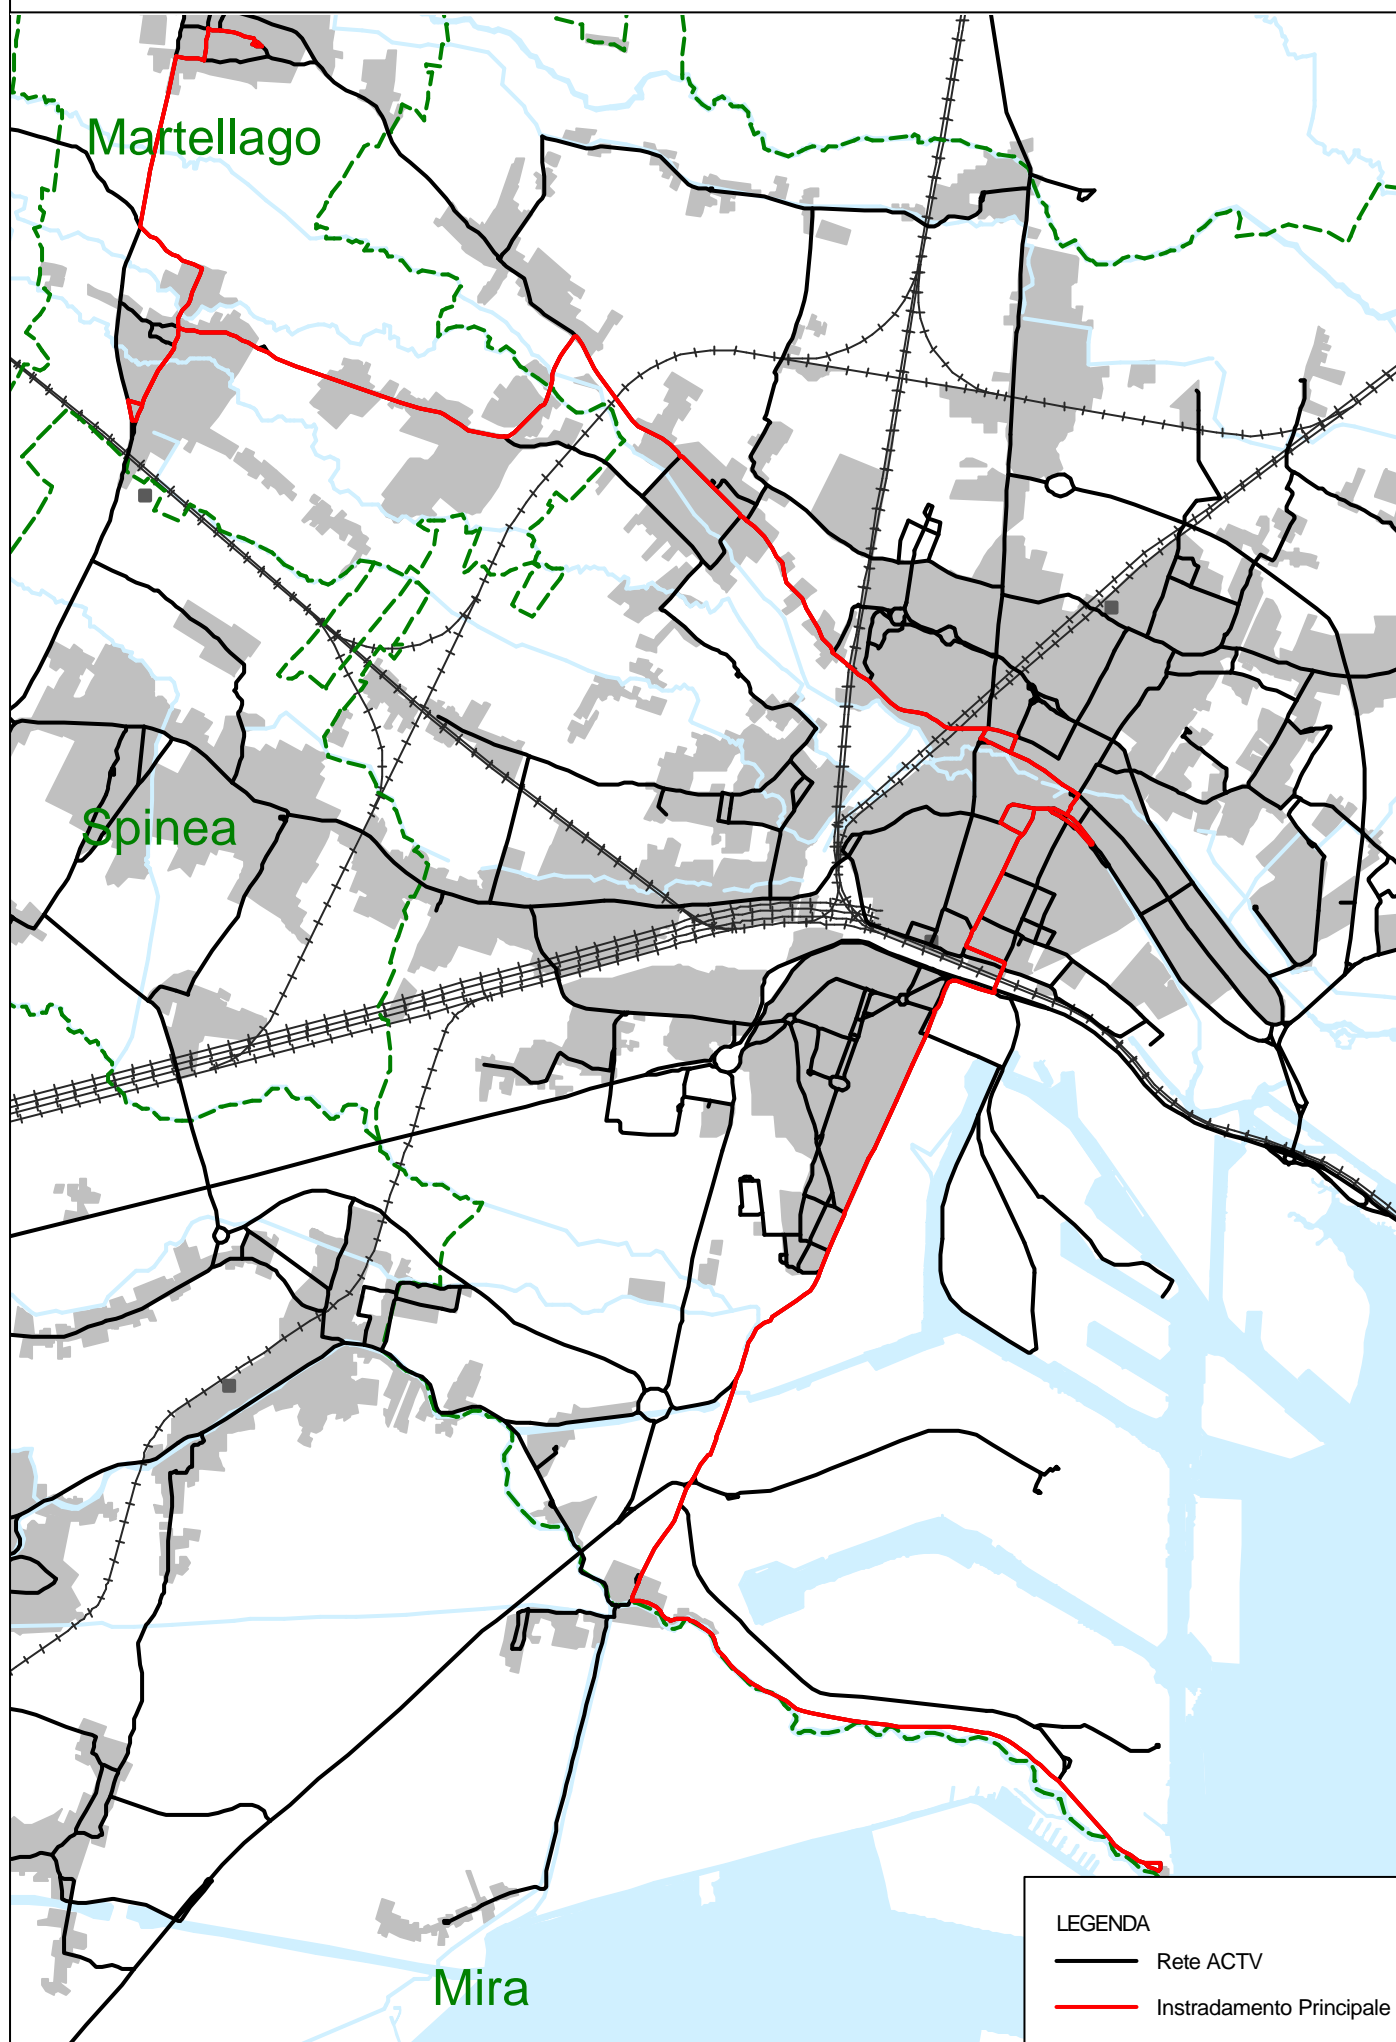 Martellago
Spinea
Mira
LEGENDA
Rete ACTV
Instradamento Principale